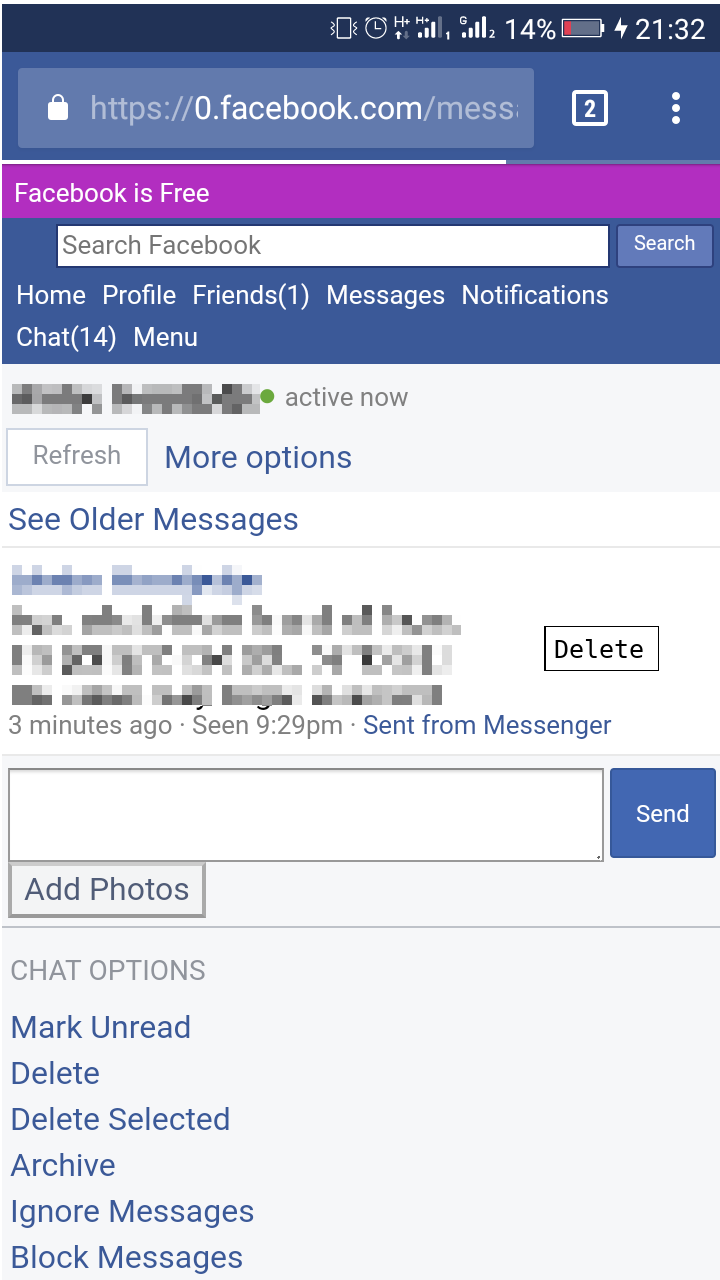 H+ H+ 1 G 2 14% 21:32
https://0.facebook.com/mess
2
Facebook is Free
Search Facebook Search
Home Profile Friends(1) Messages Notifications
Chat(14) Menu
active now
Refresh More options
See Older Messages
Delete
3 minutes ago · Seen 9:29pm · Sent from Messenger
Send
Add Photos
CHAT OPTIONS
Mark Unread
Delete
Delete Selected
Archive
Ignore Messages
Block Messages